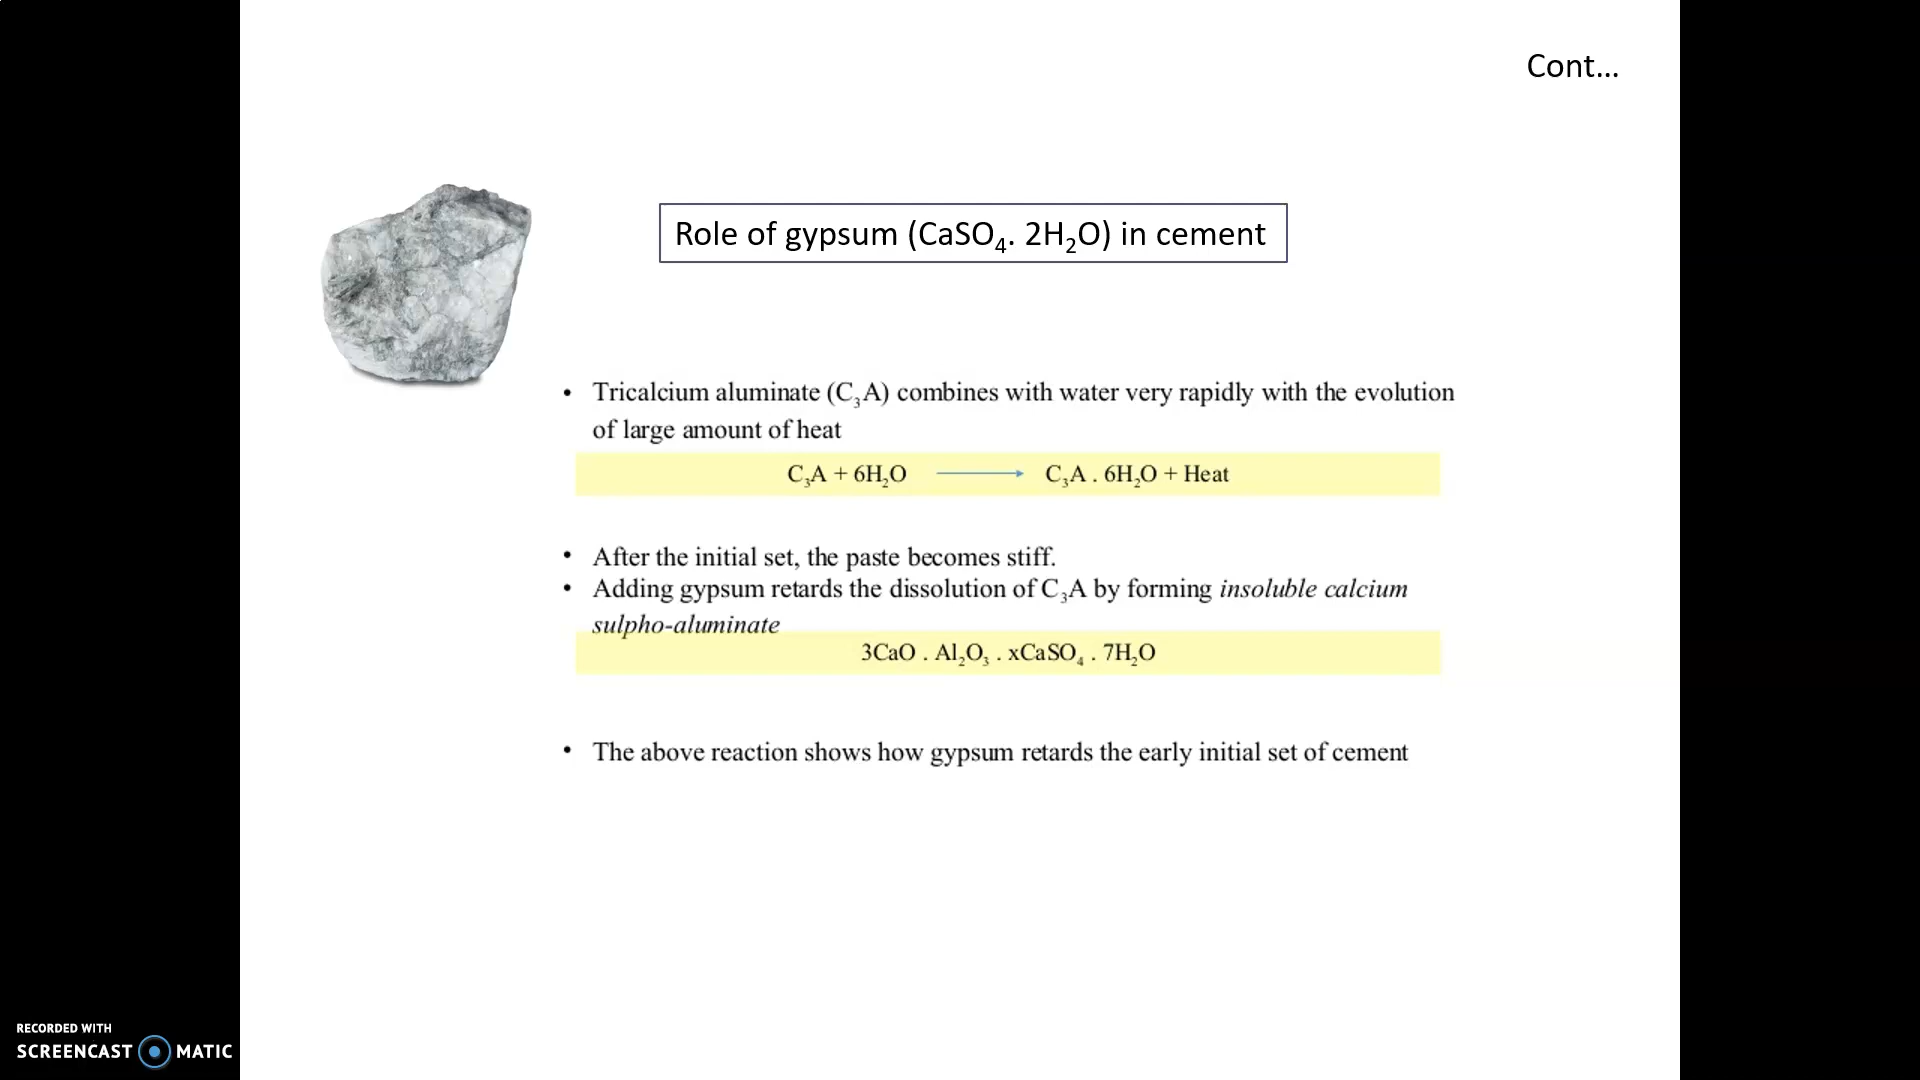 Cont...
Role of gypsum (CaSO₄. 2H₂O) in cement
• Tricalcium aluminate (C₃A) combines with water very rapidly with the evolution
of large amount of heat
C₃A + 6H₂O → C₃A . 6H₂O + Heat
• After the initial set, the paste becomes stiff.
• Adding gypsum retards the dissolution of C₃A by forming insoluble calcium
sulpho-aluminate
3CaO . Al₂O₃ . xCaSO₄ . 7H₂O
• The above reaction shows how gypsum retards the early initial set of cement
RECORDED WITH
SCREENCAST MATIC